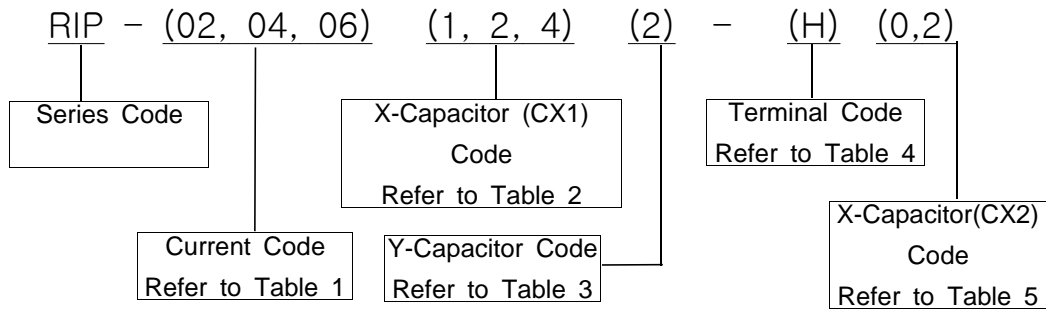 RIP - (02, 04, 06) (1, 2, 4) (2) - (H) (0,2)
Series Code
X-Capacitor (CX1)
Code
Refer to Table 2
Terminal Code
Refer to Table 4
Current Code
Refer to Table 1
Y-Capacitor Code
Refer to Table 3
X-Capacitor(CX2)
Code
Refer to Table 5